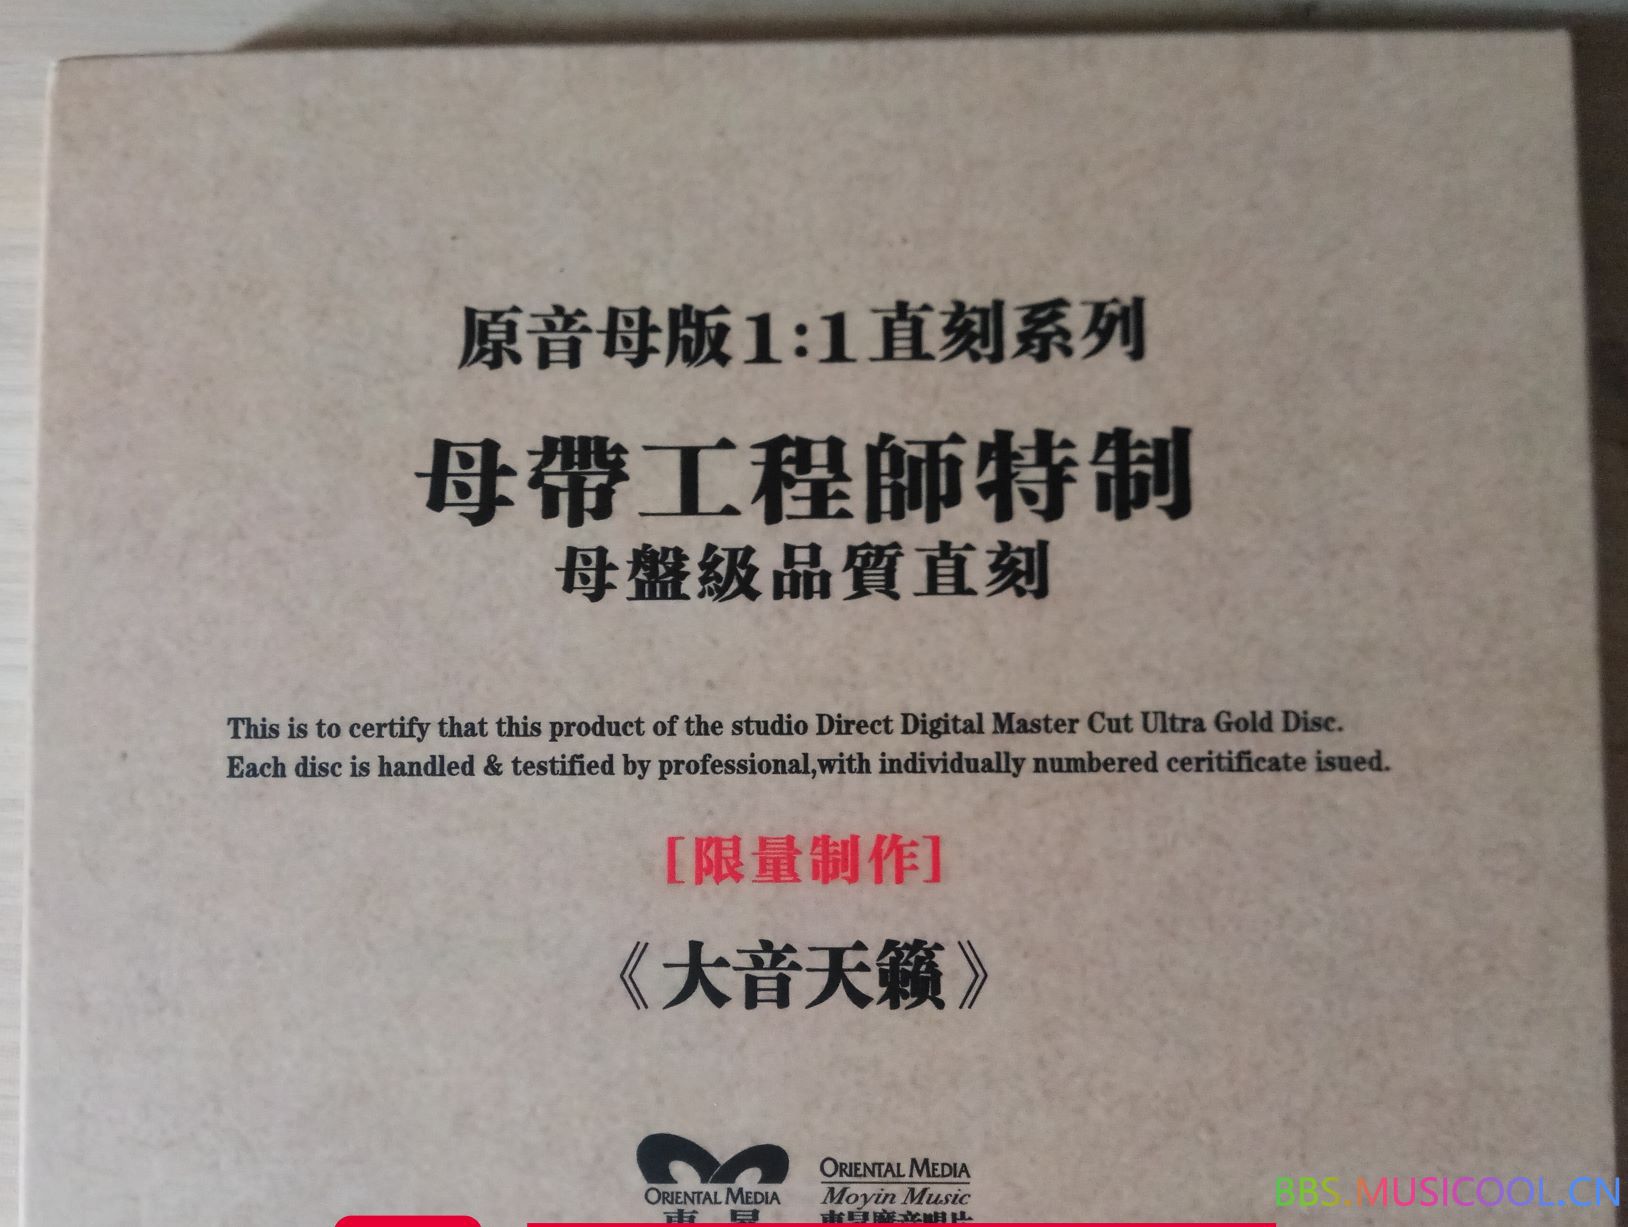 原音母版1:1直刻系列
母帶工程師特制
母盤級品質直刻
This is to certify that this product of the studio Direct Digital Master Cut Ultra Gold Disc.
Each disc is handled & testified by professional,with individually numbered ceritificate isued.
[限量制作]
《大音天籟》
ORIENTAL MEDIA
ORIENTAL MEDIA
Moyin Music
BBS.MUSICOOL.CN